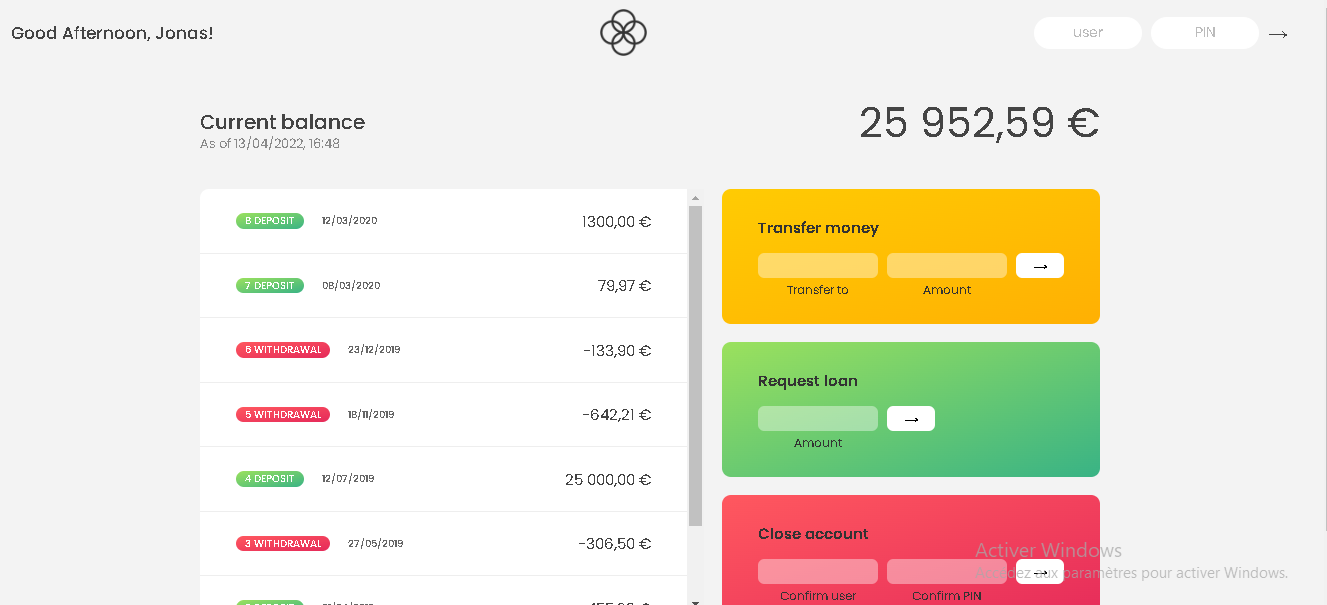 Good Afternoon, Jonas!
user
PIN
→
Current balance
As of 13/04/2022, 16:48
25 952,59 €
8 DEPOSIT 12/03/2020 1300,00 €
7 DEPOSIT 08/03/2020 79,97 €
6 WITHDRAWAL 23/12/2019 -133,90 €
5 WITHDRAWAL 18/11/2019 -642,21 €
4 DEPOSIT 12/07/2019 25 000,00 €
3 WITHDRAWAL 27/05/2019 -306,50 €
Transfer money
→
Transfer to Amount
Request loan
→
Amount
Close account
→
Confirm user Confirm PIN
Activer Windows
Accédez aux paramètres pour activer Windows.